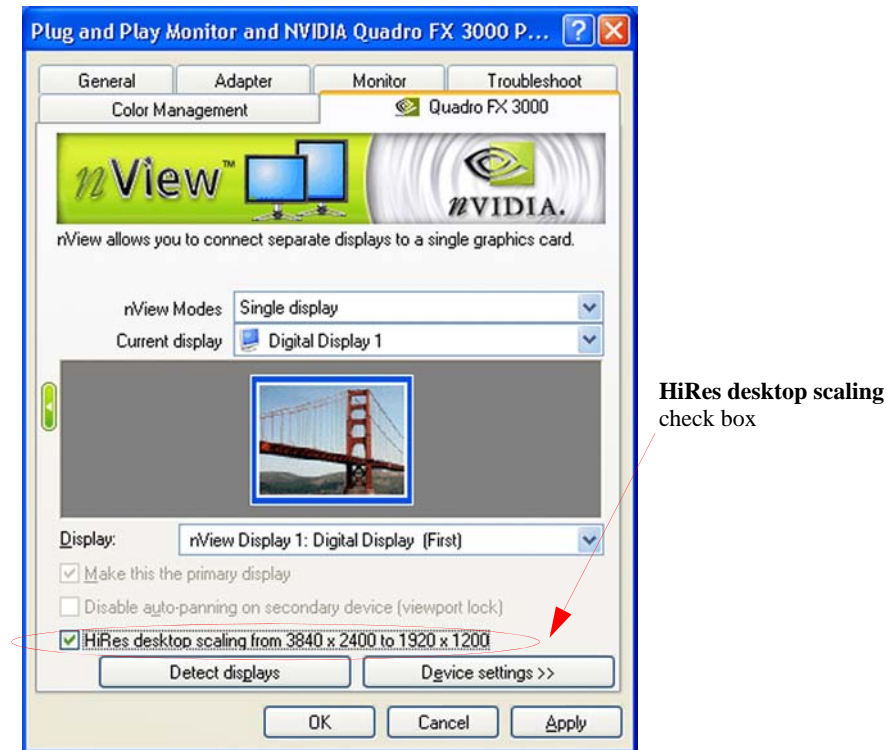 Plug and Play Monitor and NVIDIA Quadro FX 3000 P...
General Adapter Monitor Troubleshoot
Color Management Quadro FX 3000
nView™ nVIDIA.
nView allows you to connect separate displays to a single graphics card.
nView Modes Single display
Current display Digital Display 1
HiRes desktop scaling
check box
Display: nView Display 1: Digital Display (First)
Make this the primary display
Disable auto-panning on secondary device (viewport lock)
HiRes desktop scaling from 3840 x 2400 to 1920 x 1200
Detect displays Device settings >>
OK Cancel Apply